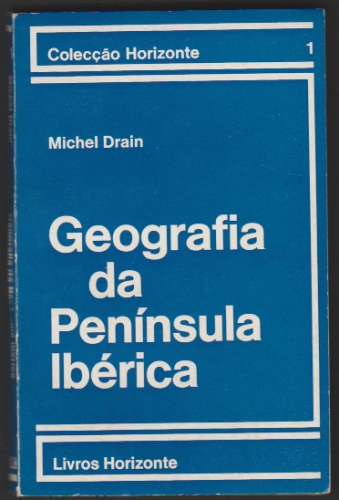 Colecção Horizonte 1
Michel Drain
Geografia
da
Península
Ibérica
Livros Horizonte